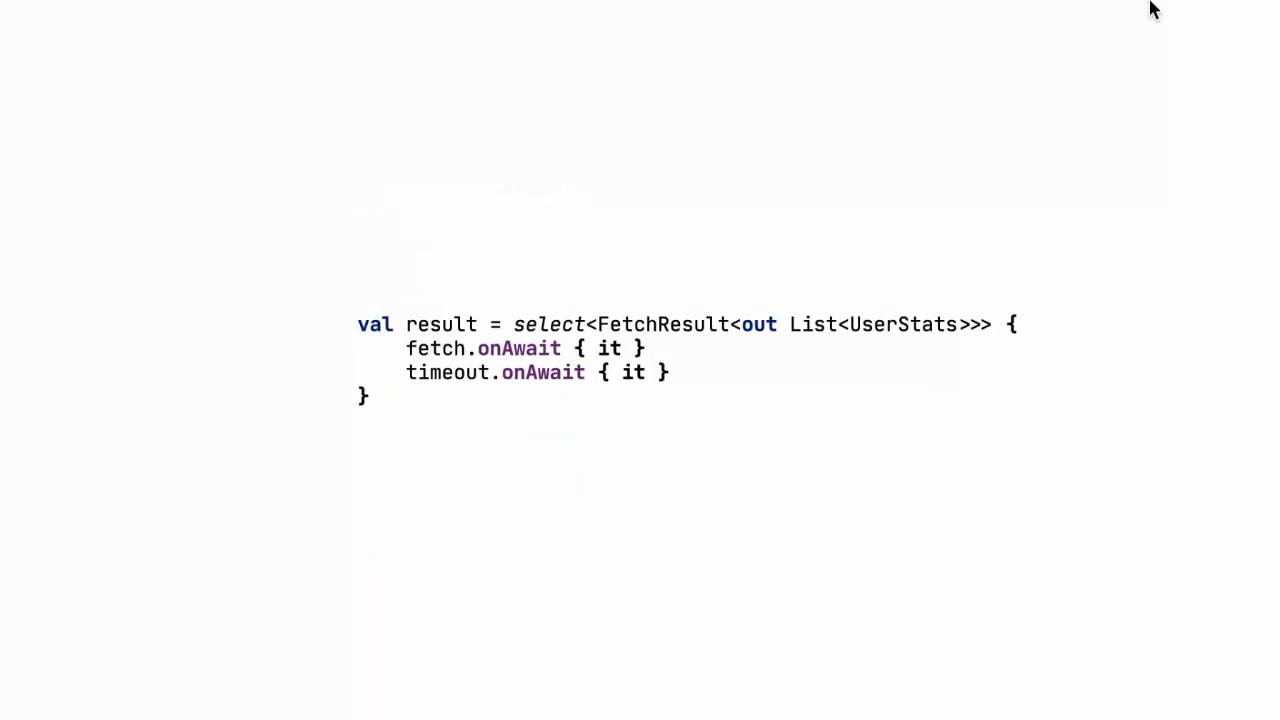 val result = select<FetchResult<out List<UserStats>>> {
    fetch.onAwait { it }
    timeout.onAwait { it }
}